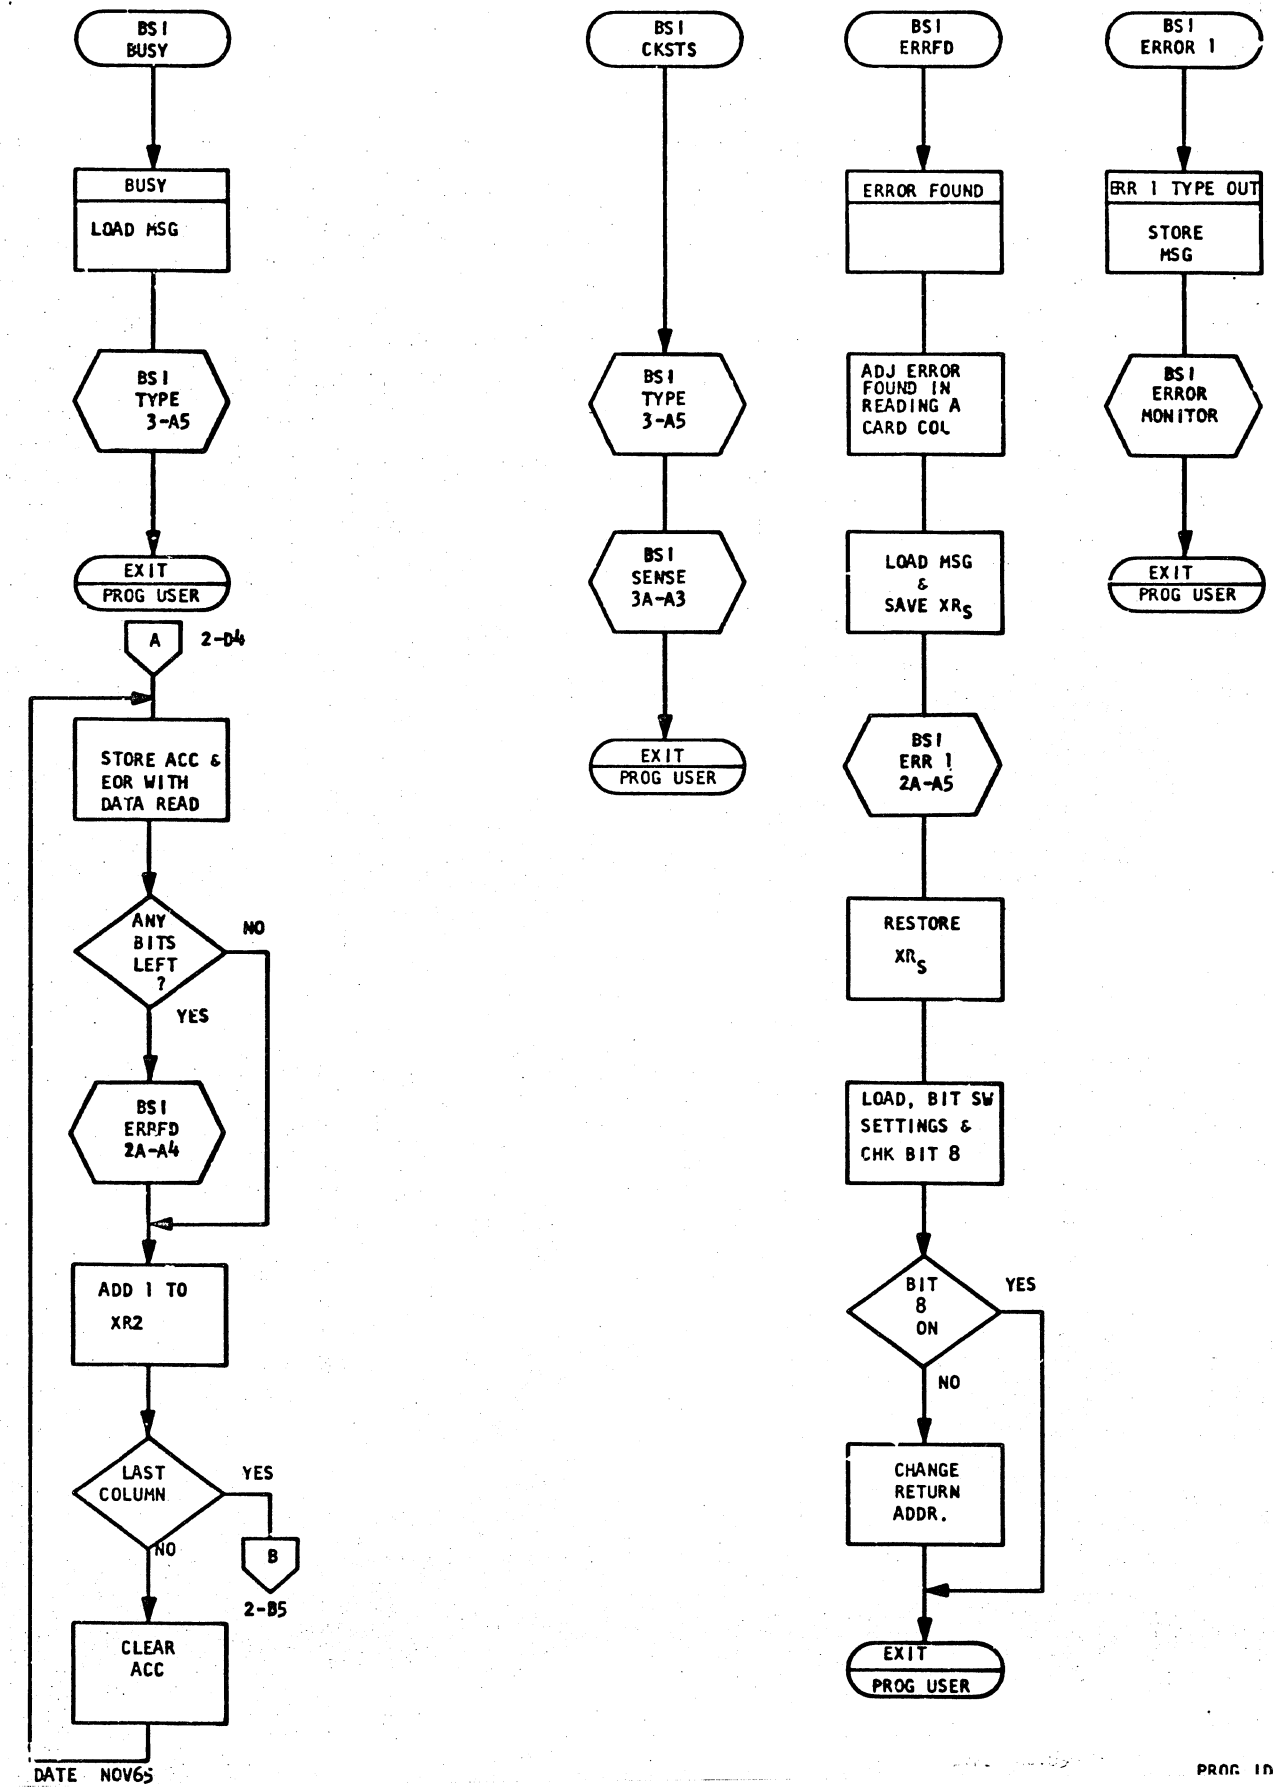 BSI
BUSY
BUSY
LOAD MSG
BSI
TYPE
3-A5
EXIT
PROG USER
A
2-D4
STORE ACC &
EOR WITH
DATA READ
ANY
BITS
LEFT
?
NO
YES
BSI
ERRFD
2A-A4
ADD 1 TO
XR2
LAST
COLUMN
YES
NO
B
2-B5
CLEAR
ACC
DATE NOV65
BSI
CKSTS
BSI
TYPE
3-A5
BSI
SENSE
3A-A3
EXIT
PROG USER
BSI
ERRFD
ERROR FOUND
ADJ ERROR
FOUND IN
READING A
CARD COL
LOAD MSG
&
SAVE XRS
BSI
ERR 1
2A-A5
RESTORE
XRS
LOAD, BIT SW
SETTINGS &
CHK BIT 8
BIT
8
ON
YES
NO
CHANGE
RETURN
ADDR.
EXIT
PROG USER
BSI
ERROR 1
ERR 1 TYPE OUT
STORE
MSG
BSI
ERROR
MONITOR
EXIT
PROG USER
PROG ID